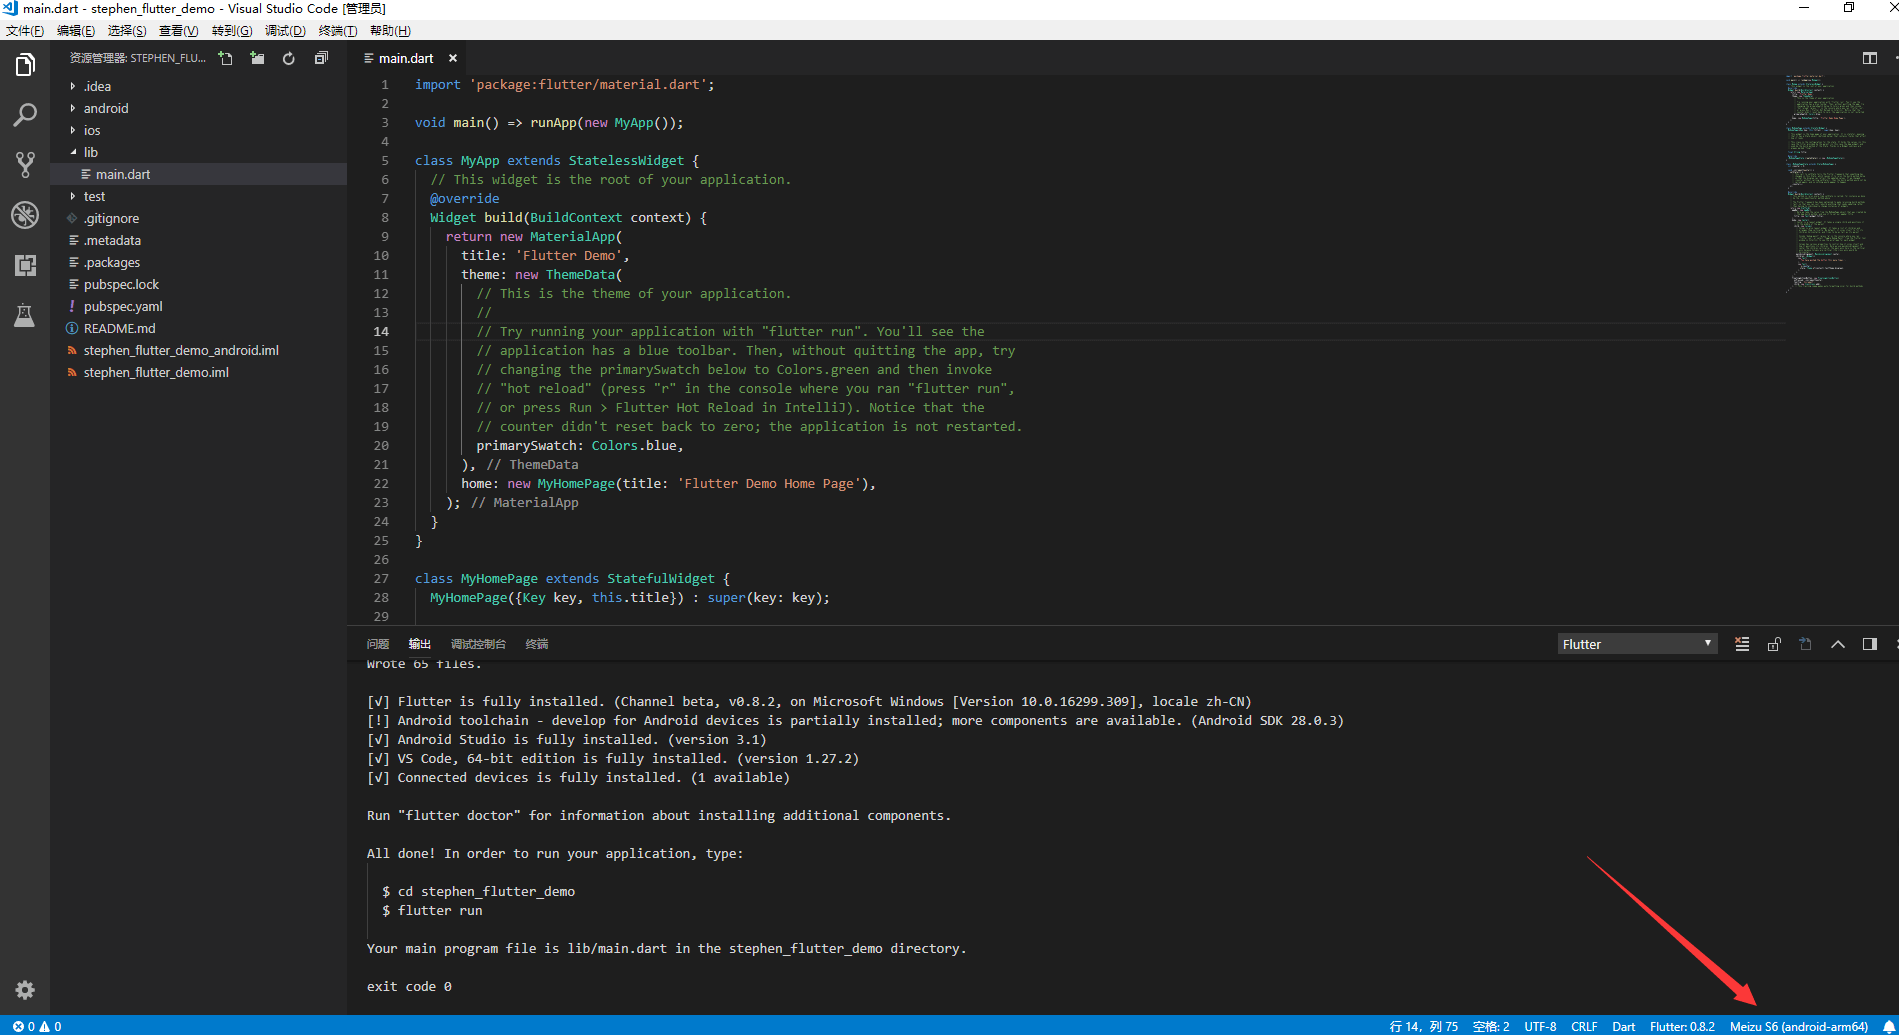 main.dart - stephen_flutter_demo - Visual Studio Code [管理员]
文件(F) 编辑(E) 选择(S) 查看(V) 转到(G) 调试(D) 终端(T) 帮助(H)
资源管理器: STEPHEN_FLU...
.idea
android
ios
lib
main.dart
test
.gitignore
.metadata
.packages
pubspec.lock
pubspec.yaml
README.md
stephen_flutter_demo_android.iml
stephen_flutter_demo.iml
main.dart
1 import 'package:flutter/material.dart';
2
3 void main() => runApp(new MyApp());
4
5 class MyApp extends StatelessWidget {
6 // This widget is the root of your application.
7 @override
8 Widget build(BuildContext context) {
9 return new MaterialApp(
10 title: 'Flutter Demo',
11 theme: new ThemeData(
12 // This is the theme of your application.
13 //
14 // Try running your application with "flutter run". You'll see the
15 // application has a blue toolbar. Then, without quitting the app, try
16 // changing the primarySwatch below to Colors.green and then invoke
17 // "hot reload" (press "r" in the console where you ran "flutter run",
18 // or press Run > Flutter Hot Reload in IntelliJ). Notice that the
19 // counter didn't reset back to zero; the application is not restarted.
20 primarySwatch: Colors.blue,
21 ), // ThemeData
22 home: new MyHomePage(title: 'Flutter Demo Home Page'),
23 ); // MaterialApp
24 }
25 }
26
27 class MyHomePage extends StatefulWidget {
28 MyHomePage({Key key, this.title}) : super(key: key);
29
问题 输出 调试控制台 终端 Flutter
Wrote 65 files.
[√] Flutter is fully installed. (Channel beta, v0.8.2, on Microsoft Windows [Version 10.0.16299.309], locale zh-CN)
[!] Android toolchain - develop for Android devices is partially installed; more components are available. (Android SDK 28.0.3)
[√] Android Studio is fully installed. (version 3.1)
[√] VS Code, 64-bit edition is fully installed. (version 1.27.2)
[√] Connected devices is fully installed. (1 available)
Run "flutter doctor" for information about installing additional components.
All done! In order to run your application, type:
$ cd stephen_flutter_demo
$ flutter run
Your main program file is lib/main.dart in the stephen_flutter_demo directory.
exit code 0
0 0 行 14，列 75 空格: 2 UTF-8 CRLF Dart Flutter: 0.8.2 Meizu S6 (android-arm64)